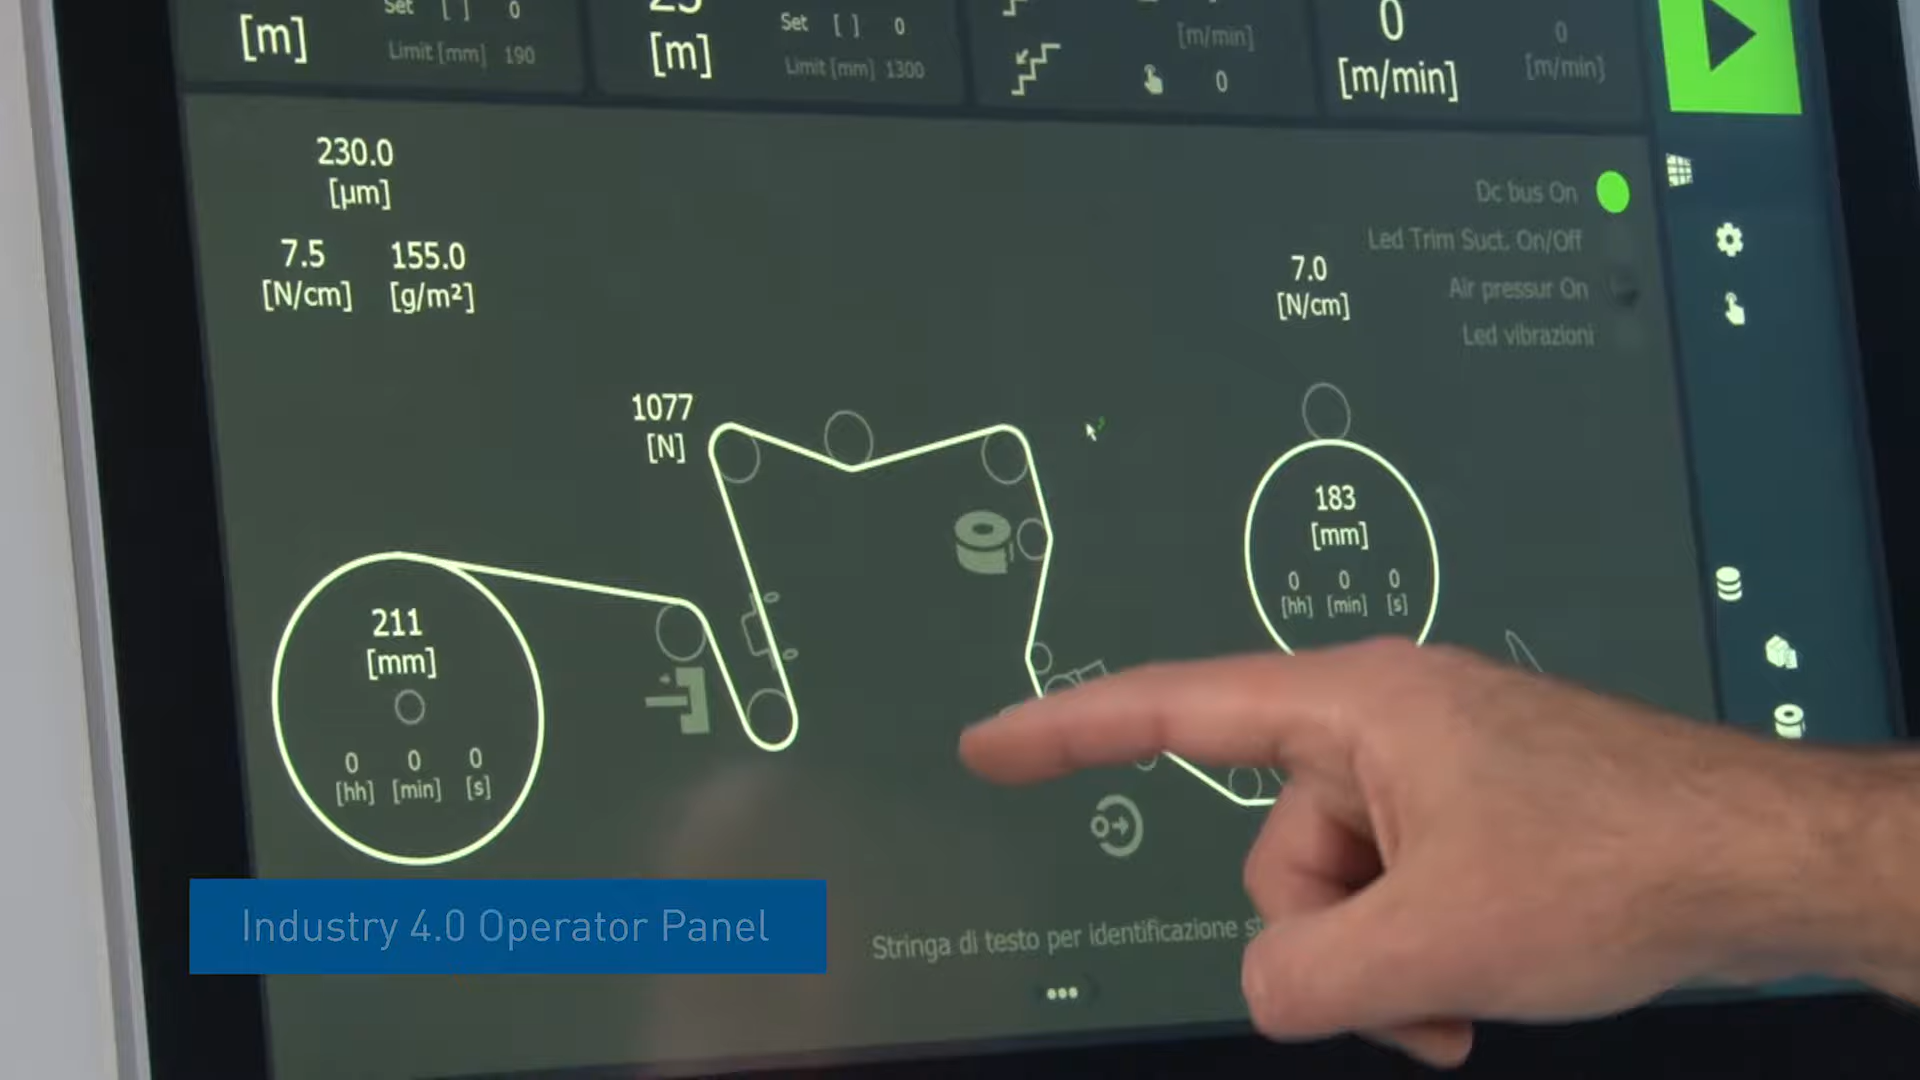 [m]
Set [ ] 0
Limit [mm] 190
[m]
Set [ ] 0
Limit [mm] 1300
[m/min]
0
0
[m/min]
0
[m/min]
230.0
[µm]
7.5
[N/cm]
155.0
[g/m²]
Dc bus On
Led Trim Suct. On/Off
Air pressur On
Led vibrazioni
7.0
[N/cm]
1077
[N]
183
[mm]
0 0 0
[hh] [min] [s]
211
[mm]
0 0 0
[hh] [min] [s]
Industry 4.0 Operator Panel
Stringa di testo per identificazione